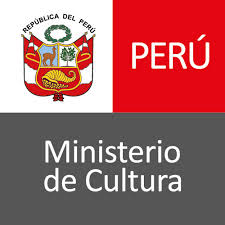 REPÚBLICA DEL PERÚ
PERÚ
Ministerio
de Cultura